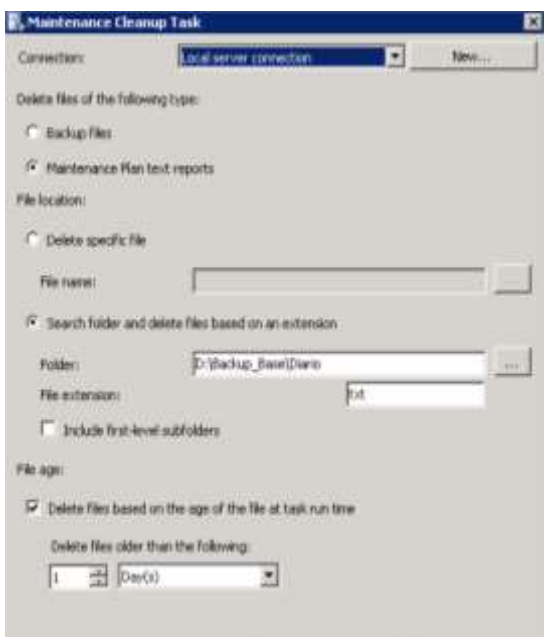 Maintenance Cleanup Task
Connection: Local server connection New...
Delete files of the following type:
Backup files
Maintenance Plan text reports
File location:
Delete specific file
File name: ...
Search folder and delete files based on an extension
Folder: D:\Backup_Base\Diario ...
File extension: txt
Include first-level subfolders
File age:
Delete files based on the age of the file at task run time
Delete files older than the following:
1 Day(s)